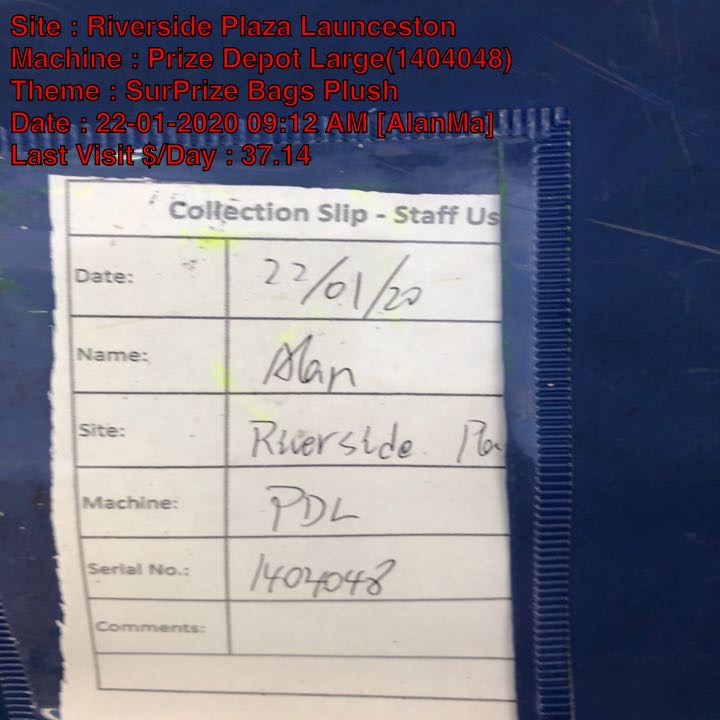 Site : Riverside Plaza Launceston
Machine : Prize Depot Large(1404048)
Theme : SurPrize Bags Plush
Date : 22-01-2020 09:12 AM [AlanMa]
Last Visit $/Day : 37.14
Collection Slip - Staff Us
Date: 22/01/20
Name: Alan
Site: Riverside Pla
Machine: PDL
Serial No.: 1404048
Comments: